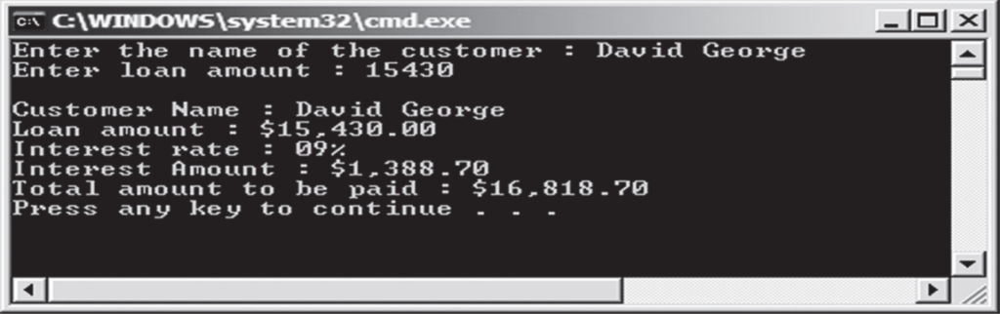 C:\WINDOWS\system32\cmd.exe
Enter the name of the customer : David George
Enter loan amount : 15430
Customer Name : David George
Loan amount : $15,430.00
Interest rate : 09%
Interest Amount : $1,388.70
Total amount to be paid : $16,818.70
Press any key to continue . . .